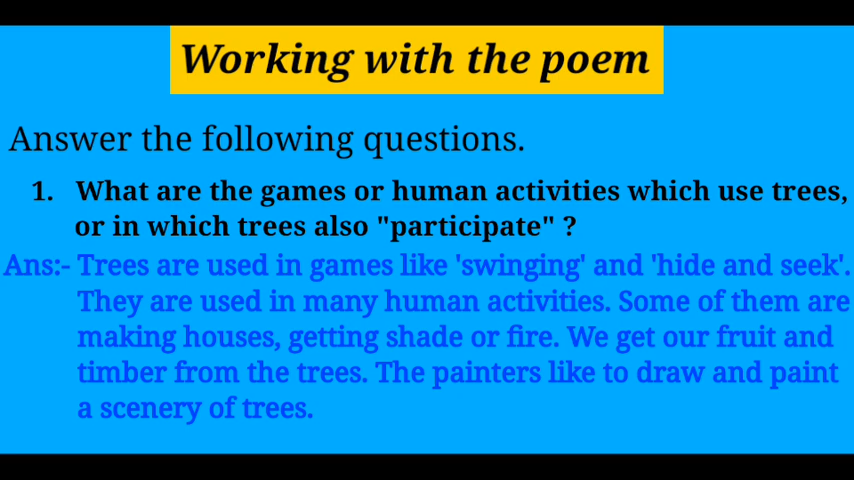 Working with the poem
Answer the following questions.
1. What are the games or human activities which use trees,
or in which trees also "participate" ?
Ans:- Trees are used in games like 'swinging' and 'hide and seek'.
They are used in many human activities. Some of them are
making houses, getting shade or fire. We get our fruit and
timber from the trees. The painters like to draw and paint
a scenery of trees.